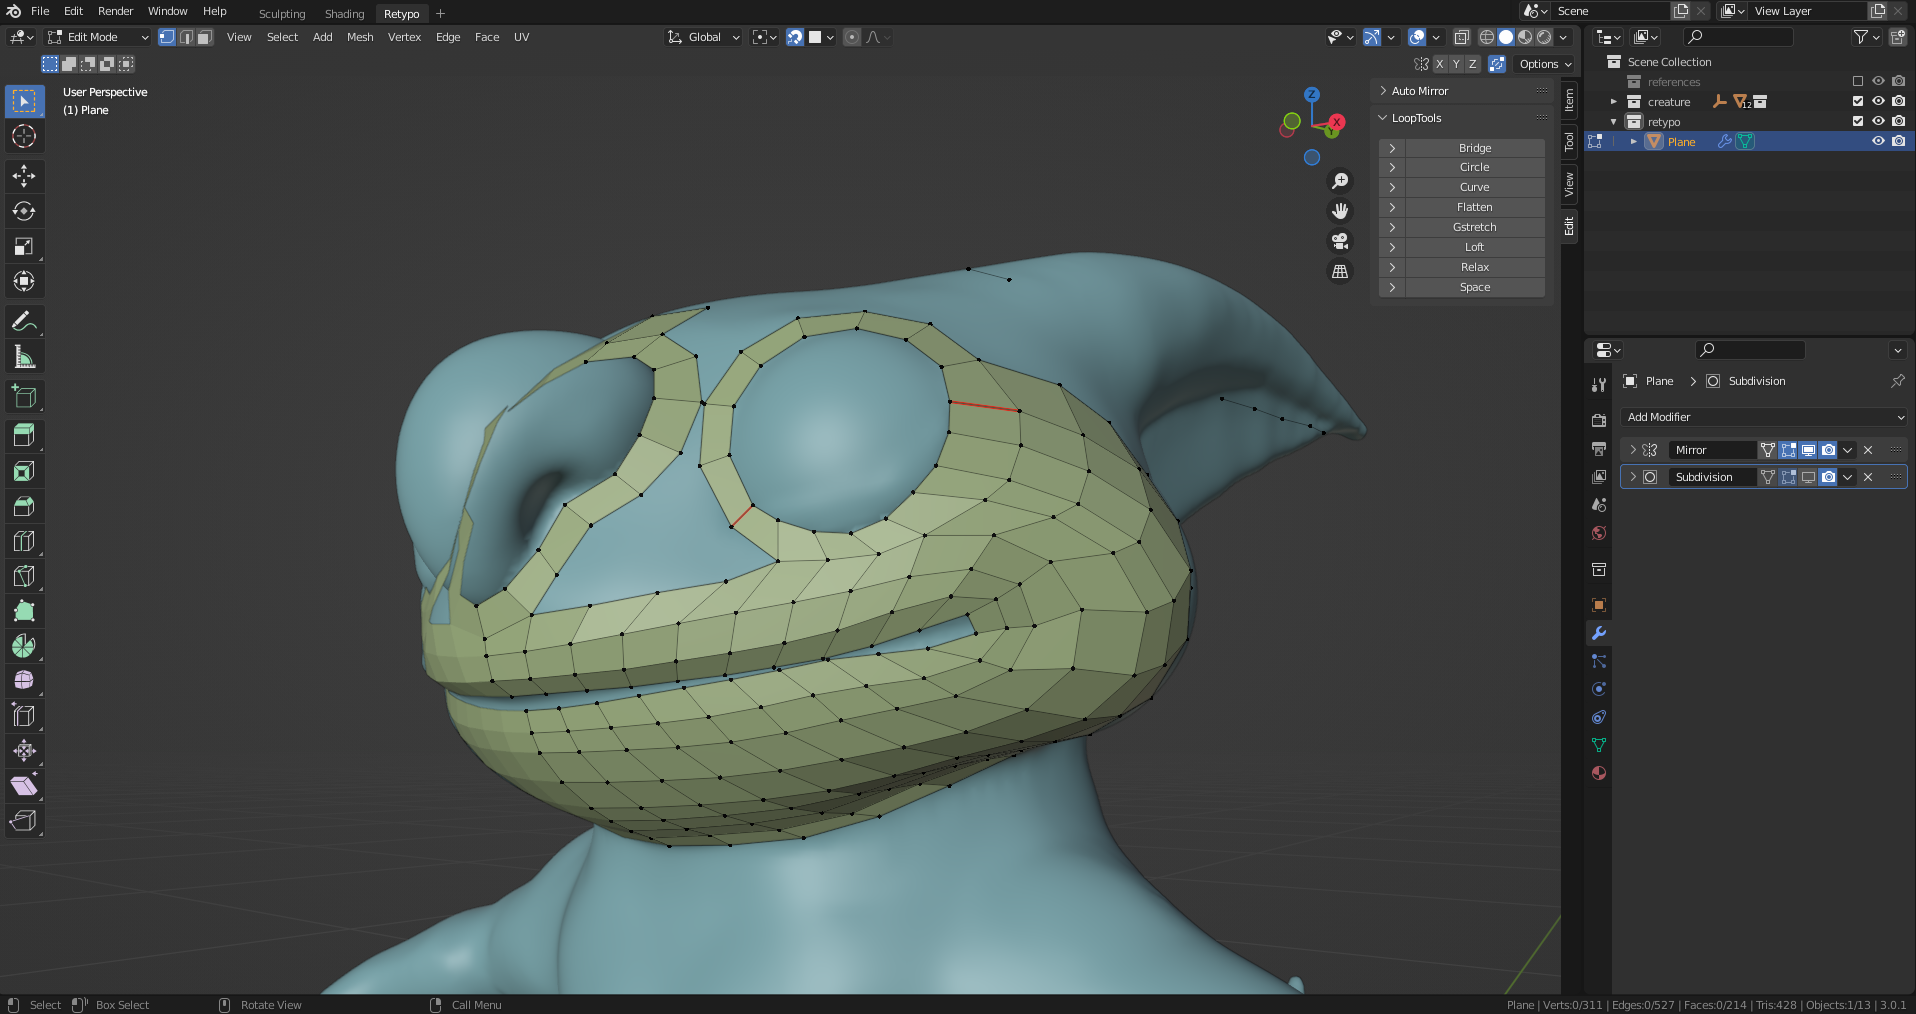 File Edit Render Window Help Sculpting Shading Retypo + Scene View Layer
Edit Mode View Select Add Mesh Vertex Edge Face UV Global
X Y Z Options
User Perspective
(1) Plane
Z
X
Y
Auto Mirror
LoopTools
Bridge
Circle
Curve
Flatten
Gstretch
Loft
Relax
Space
Item
Tool
View
Edit
Scene Collection
references
creature 12
retypo
Plane
Plane > Subdivision
Add Modifier
Mirror
Subdivision
Select Box Select Rotate View Call Menu Plane | Verts:0/311 | Edges:0/527 | Faces:0/214 | Tris:428 | Objects:1/13 | 3.0.1